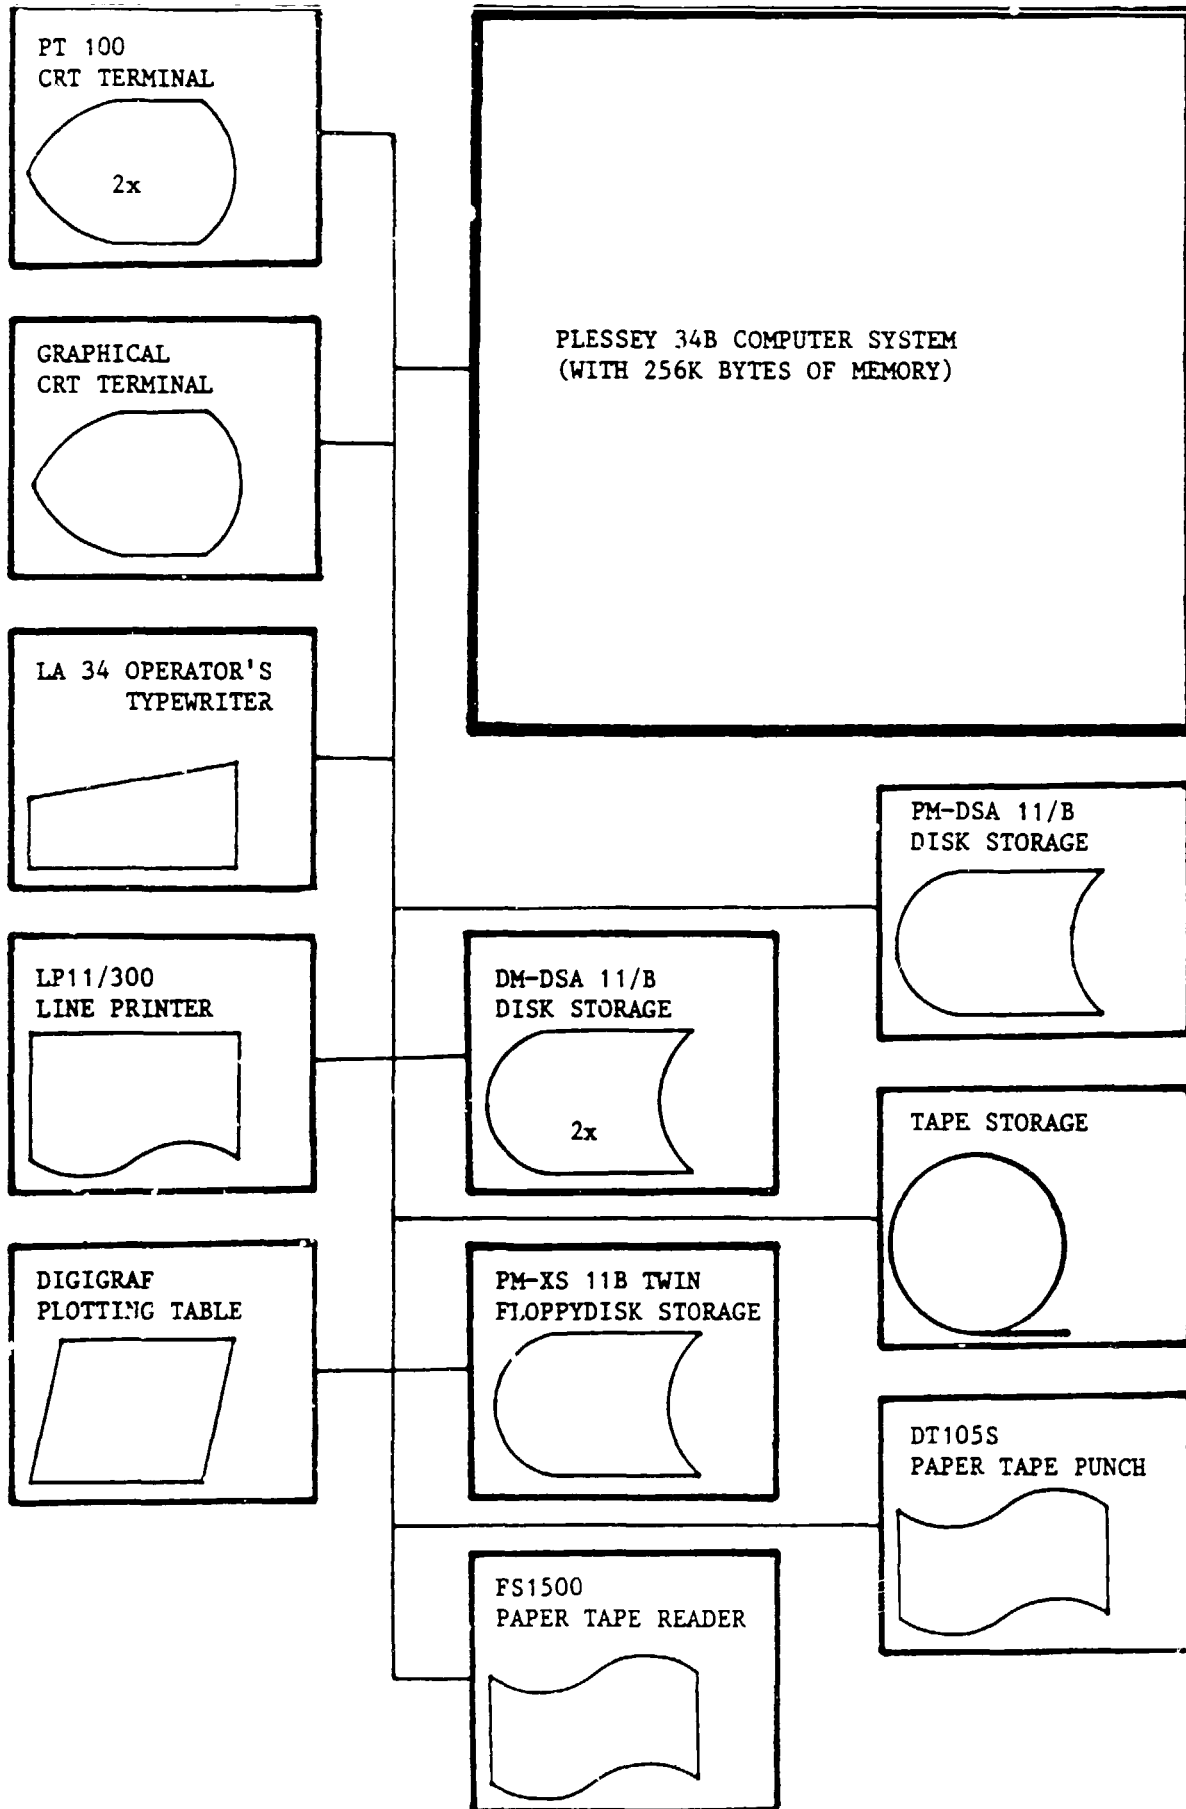 PT 100
CRT TERMINAL
2x
GRAPHICAL
CRT TERMINAL
PLESSEY 34B COMPUTER SYSTEM
(WITH 256K BYTES OF MEMORY)
LA 34 OPERATOR'S
TYPEWRITER
PM-DSA 11/B
DISK STORAGE
LP11/300
LINE PRINTER
DM-DSA 11/B
DISK STORAGE
2x
TAPE STORAGE
DIGIGRAF
PLOTTING TABLE
PM-XS 11B TWIN
FLOPPYDISK STORAGE
DT105S
PAPER TAPE PUNCH
FS1500
PAPER TAPE READER